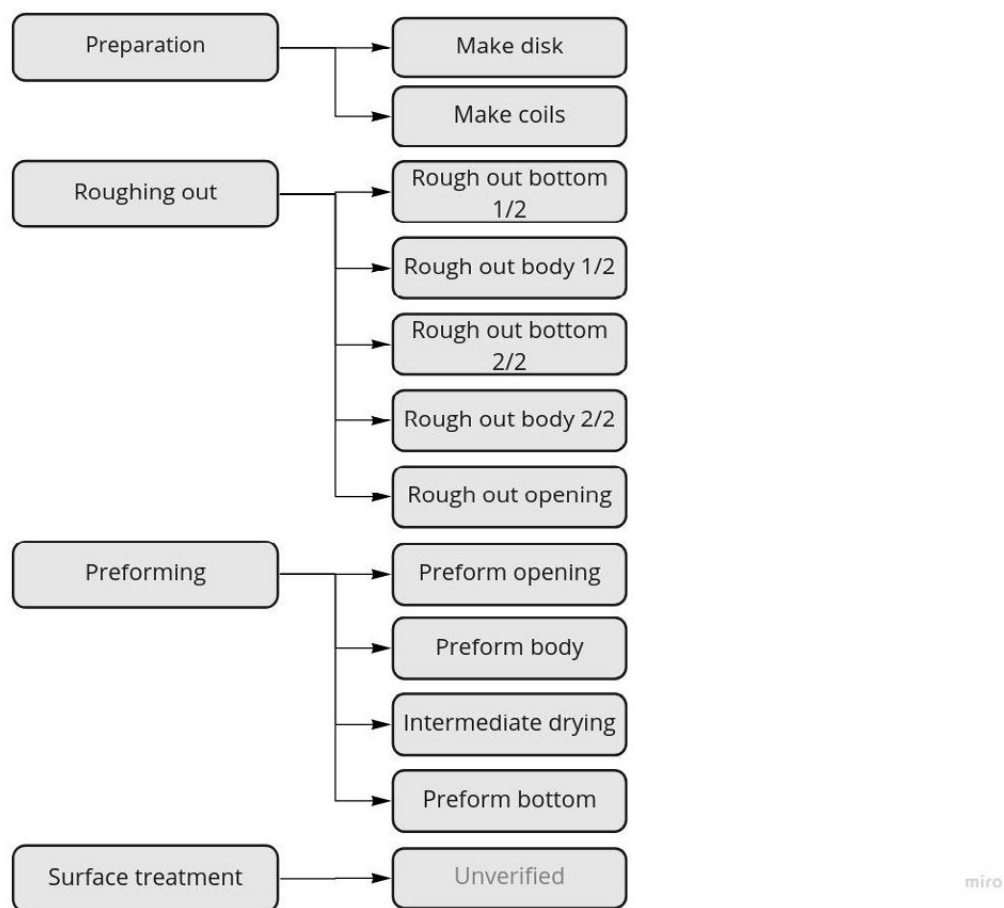 Preparation
Make disk
Make coils
Roughing out
Rough out bottom
1/2
Rough out body 1/2
Rough out bottom
2/2
Rough out body 2/2
Rough out opening
Preforming
Preform opening
Preform body
Intermediate drying
Preform bottom
Surface treatment
Unverified
miro